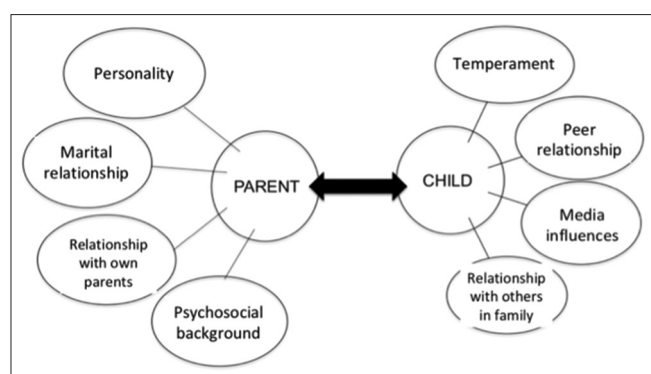 Personality
Marital
relationship
Relationship
with own
parents
Psychosocial
background
PARENT
CHILD
Temperament
Peer
relationship
Media
influences
Relationship
with others
in family